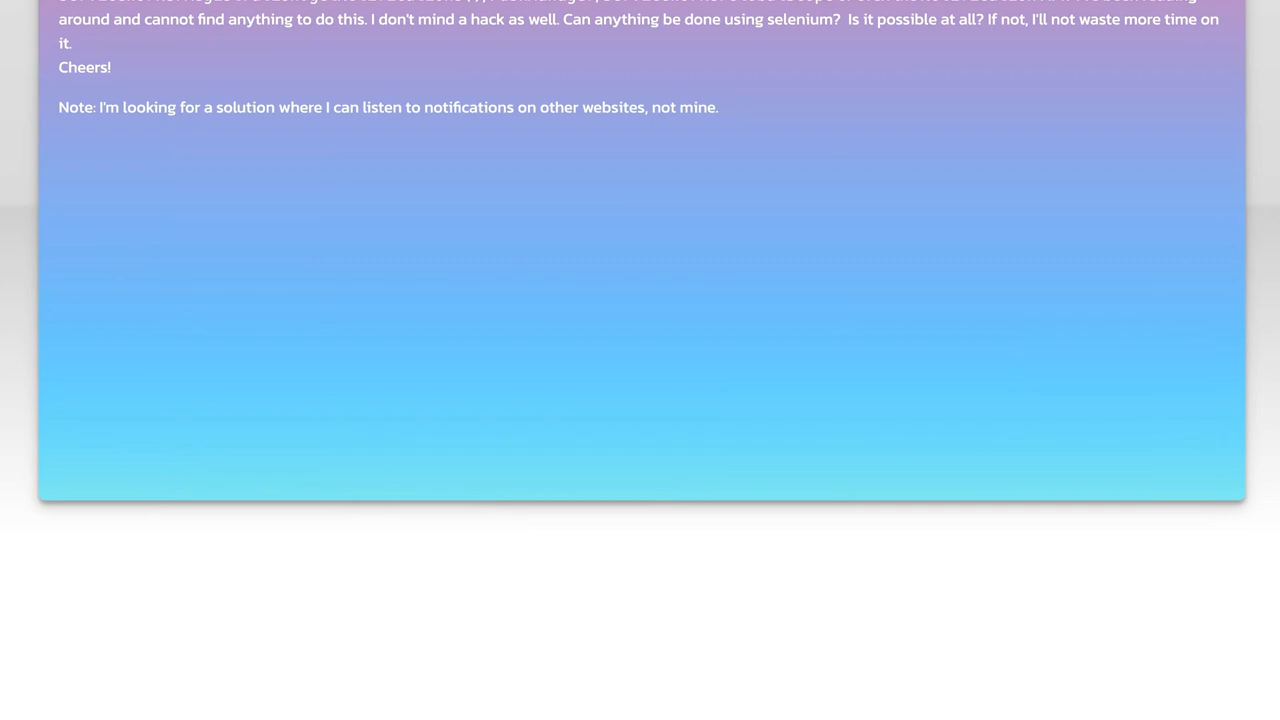 around and cannot find anything to do this. I don't mind a hack as well. Can anything be done using selenium?  Is it possible at all? If not, I'll not waste more time on
it.
Cheers!
Note: I'm looking for a solution where I can listen to notifications on other websites, not mine.